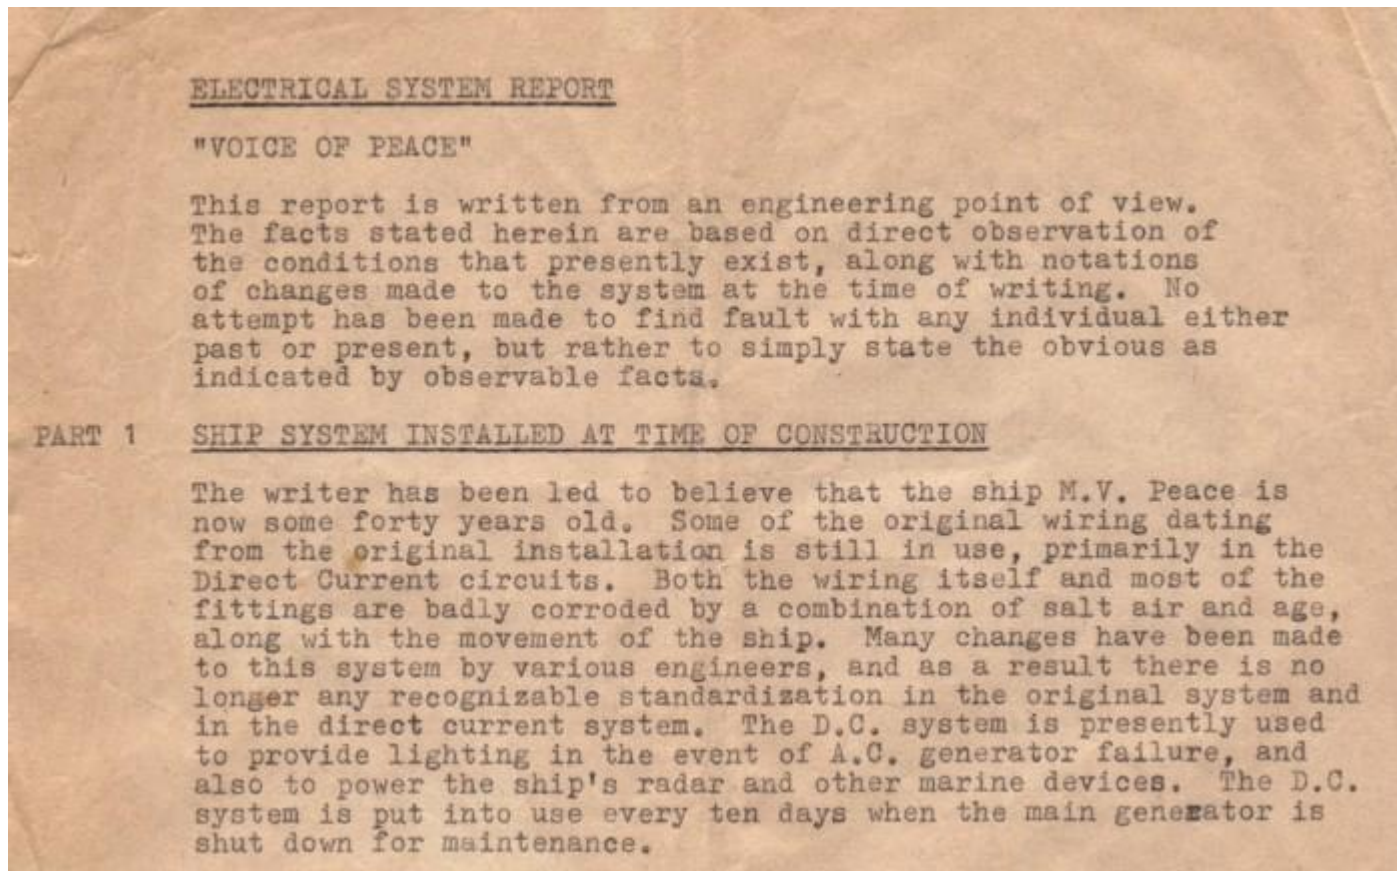 ELECTRICAL SYSTEM REPORT
"VOICE OF PEACE"
This report is written from an engineering point of view.
The facts stated herein are based on direct observation of
the conditions that presently exist, along with notations
of changes made to the system at the time of writing. No
attempt has been made to find fault with any individual either
past or present, but rather to simply state the obvious as
indicated by observable facts.
PART 1 SHIP SYSTEM INSTALLED AT TIME OF CONSTRUCTION
The writer has been led to believe that the ship M.V. Peace is
now some forty years old. Some of the original wiring dating
from the original installation is still in use, primarily in the
Direct Current circuits. Both the wiring itself and most of the
fittings are badly corroded by a combination of salt air and age,
along with the movement of the ship. Many changes have been made
to this system by various engineers, and as a result there is no
longer any recognizable standardization in the original system and
in the direct current system. The D.C. system is presently used
to provide lighting in the event of A.C. generator failure, and
also to power the ship's radar and other marine devices. The D.C.
system is put into use every ten days when the main generator is
shut down for maintenance.